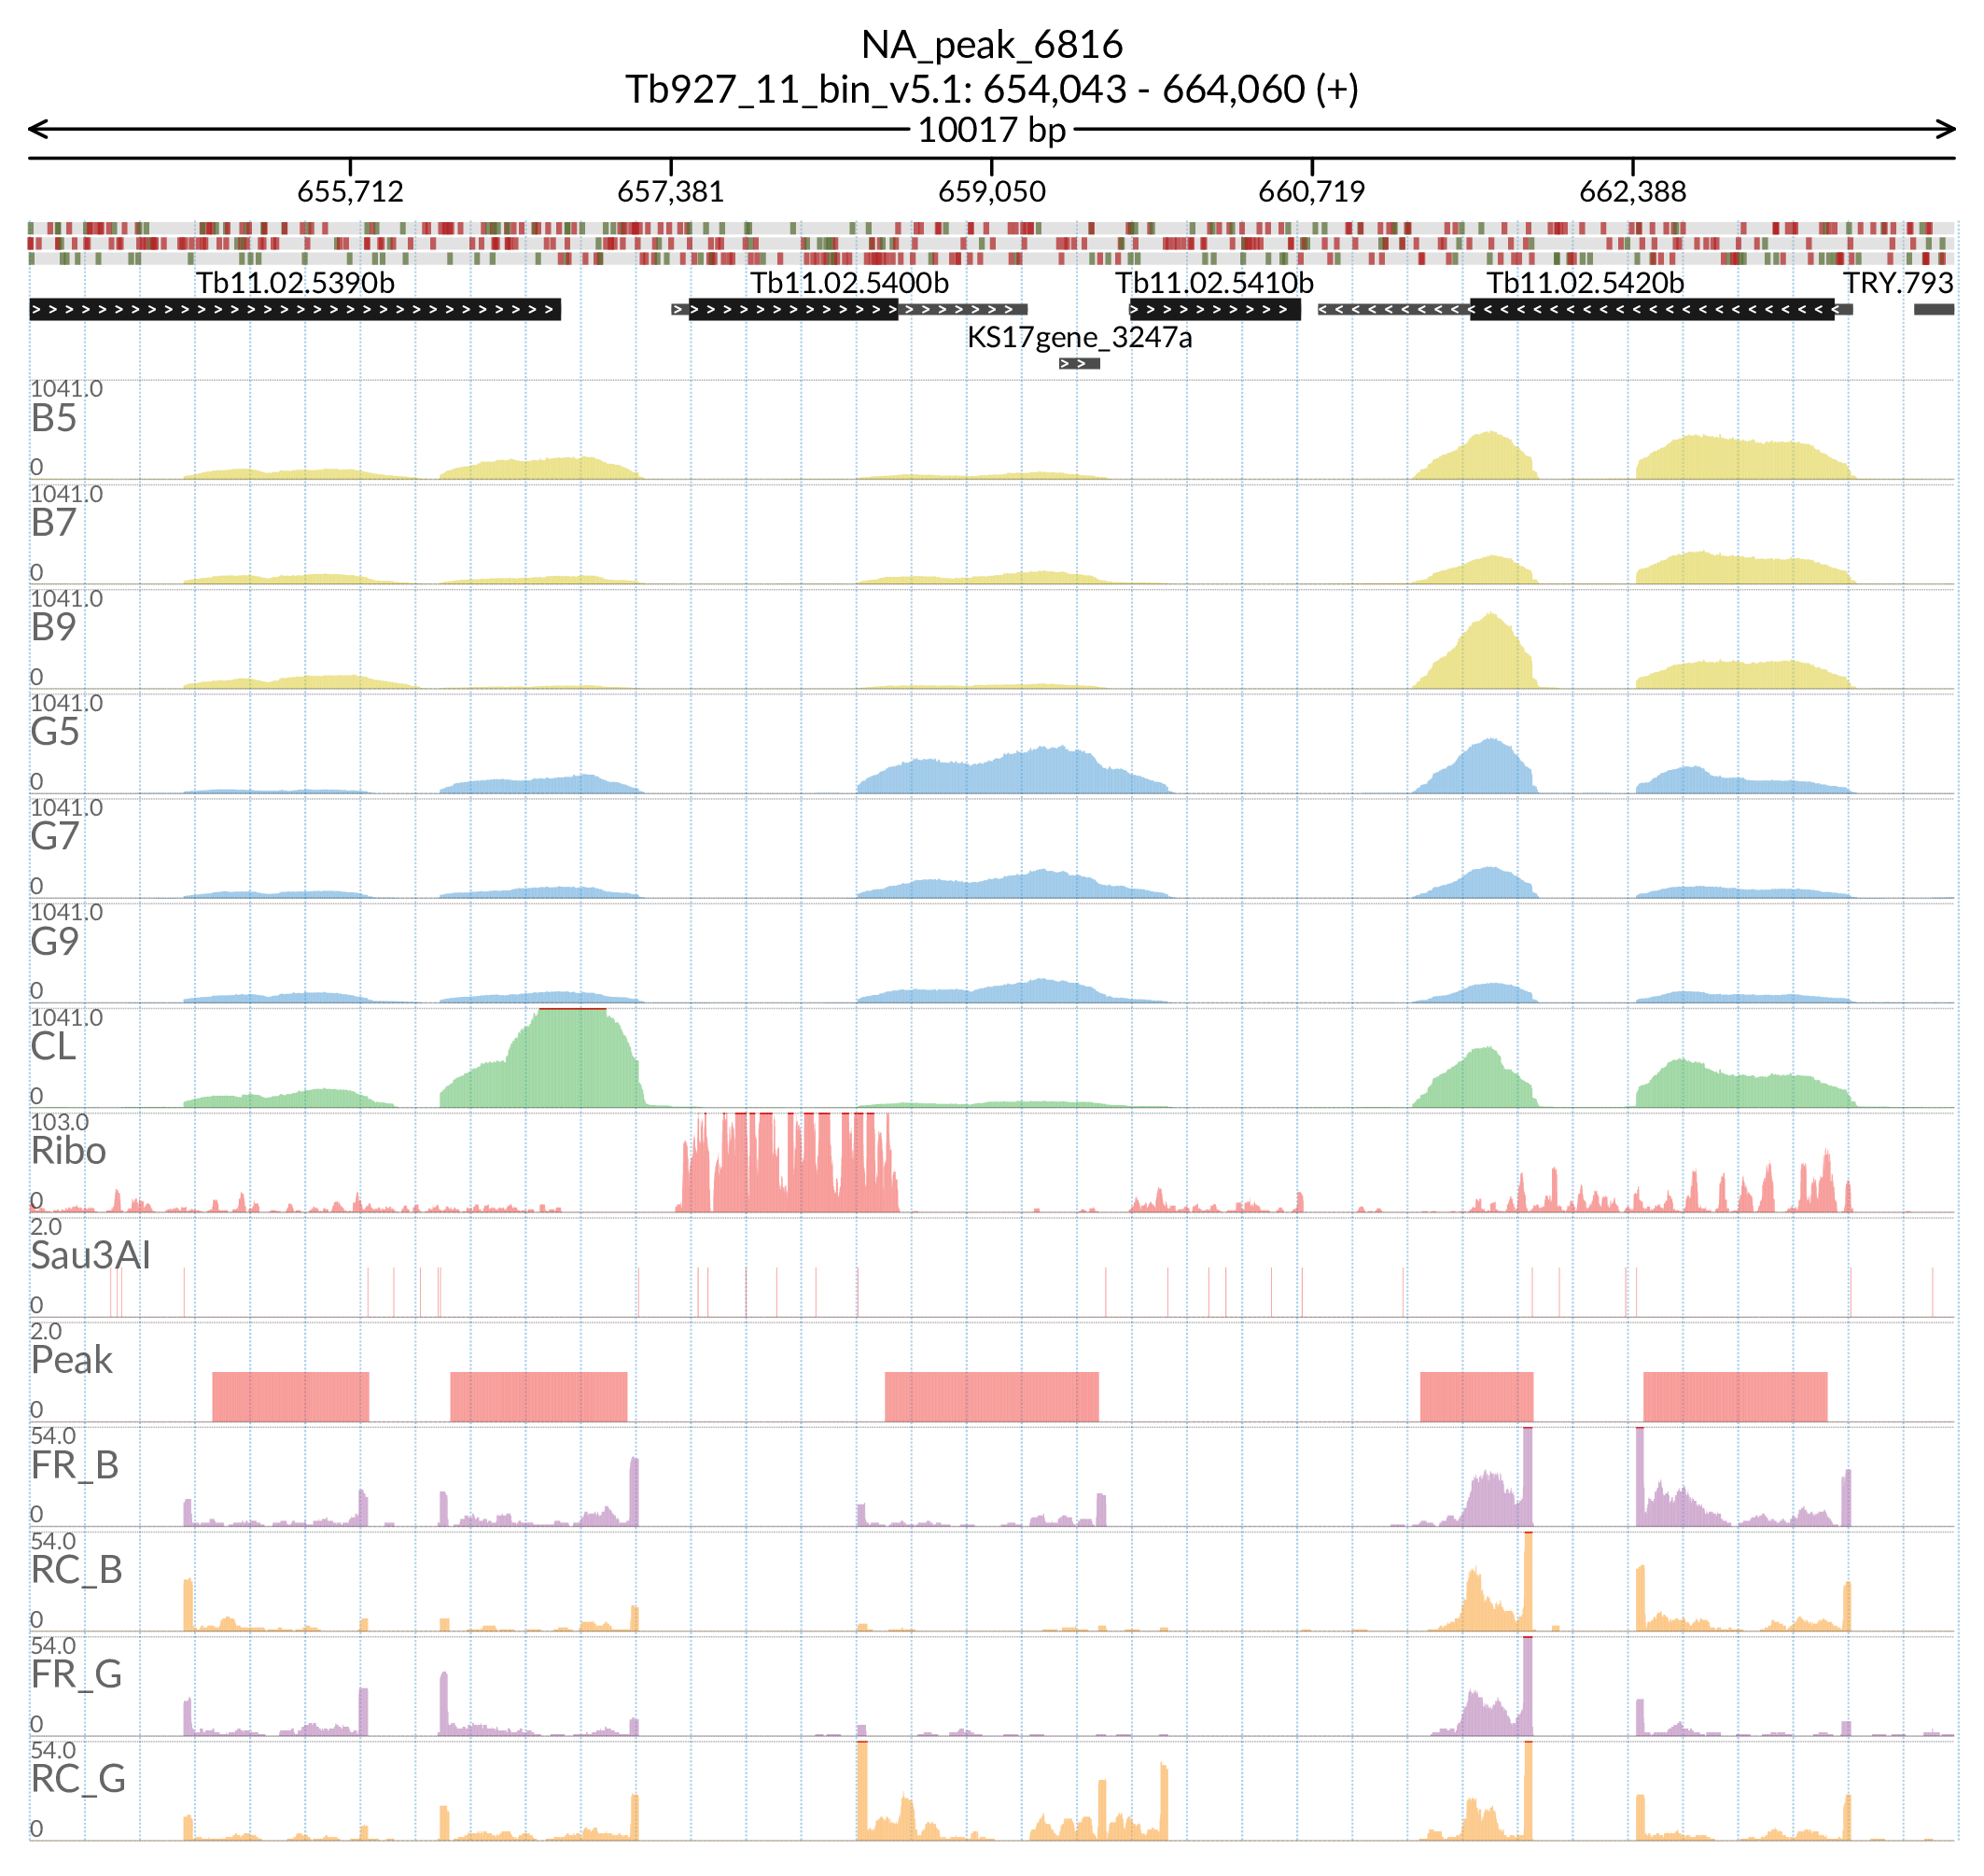 NA_peak_6816
Tb927_11_bin_v5.1: 654,043 - 664,060 (+)
10017 bp
655,712 657,381 659,050 660,719 662,388
Tb11.02.5390b Tb11.02.5400b Tb11.02.5410b Tb11.02.5420b TRY.793
KS17gene_3247a
1041.0
B5
0
1041.0
B7
0
1041.0
B9
0
1041.0
G5
0
1041.0
G7
0
1041.0
G9
0
1041.0
CL
0
103.0
Ribo
0
2.0
Sau3AI
0
2.0
Peak
0
54.0
FR_B
0
54.0
RC_B
0
54.0
FR_G
0
54.0
RC_G
0